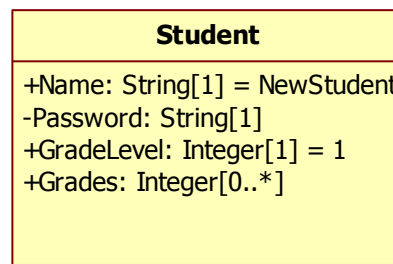 Student
+Name: String[1] = NewStudent
-Password: String[1]
+GradeLevel: Integer[1] = 1
+Grades: Integer[0..*]